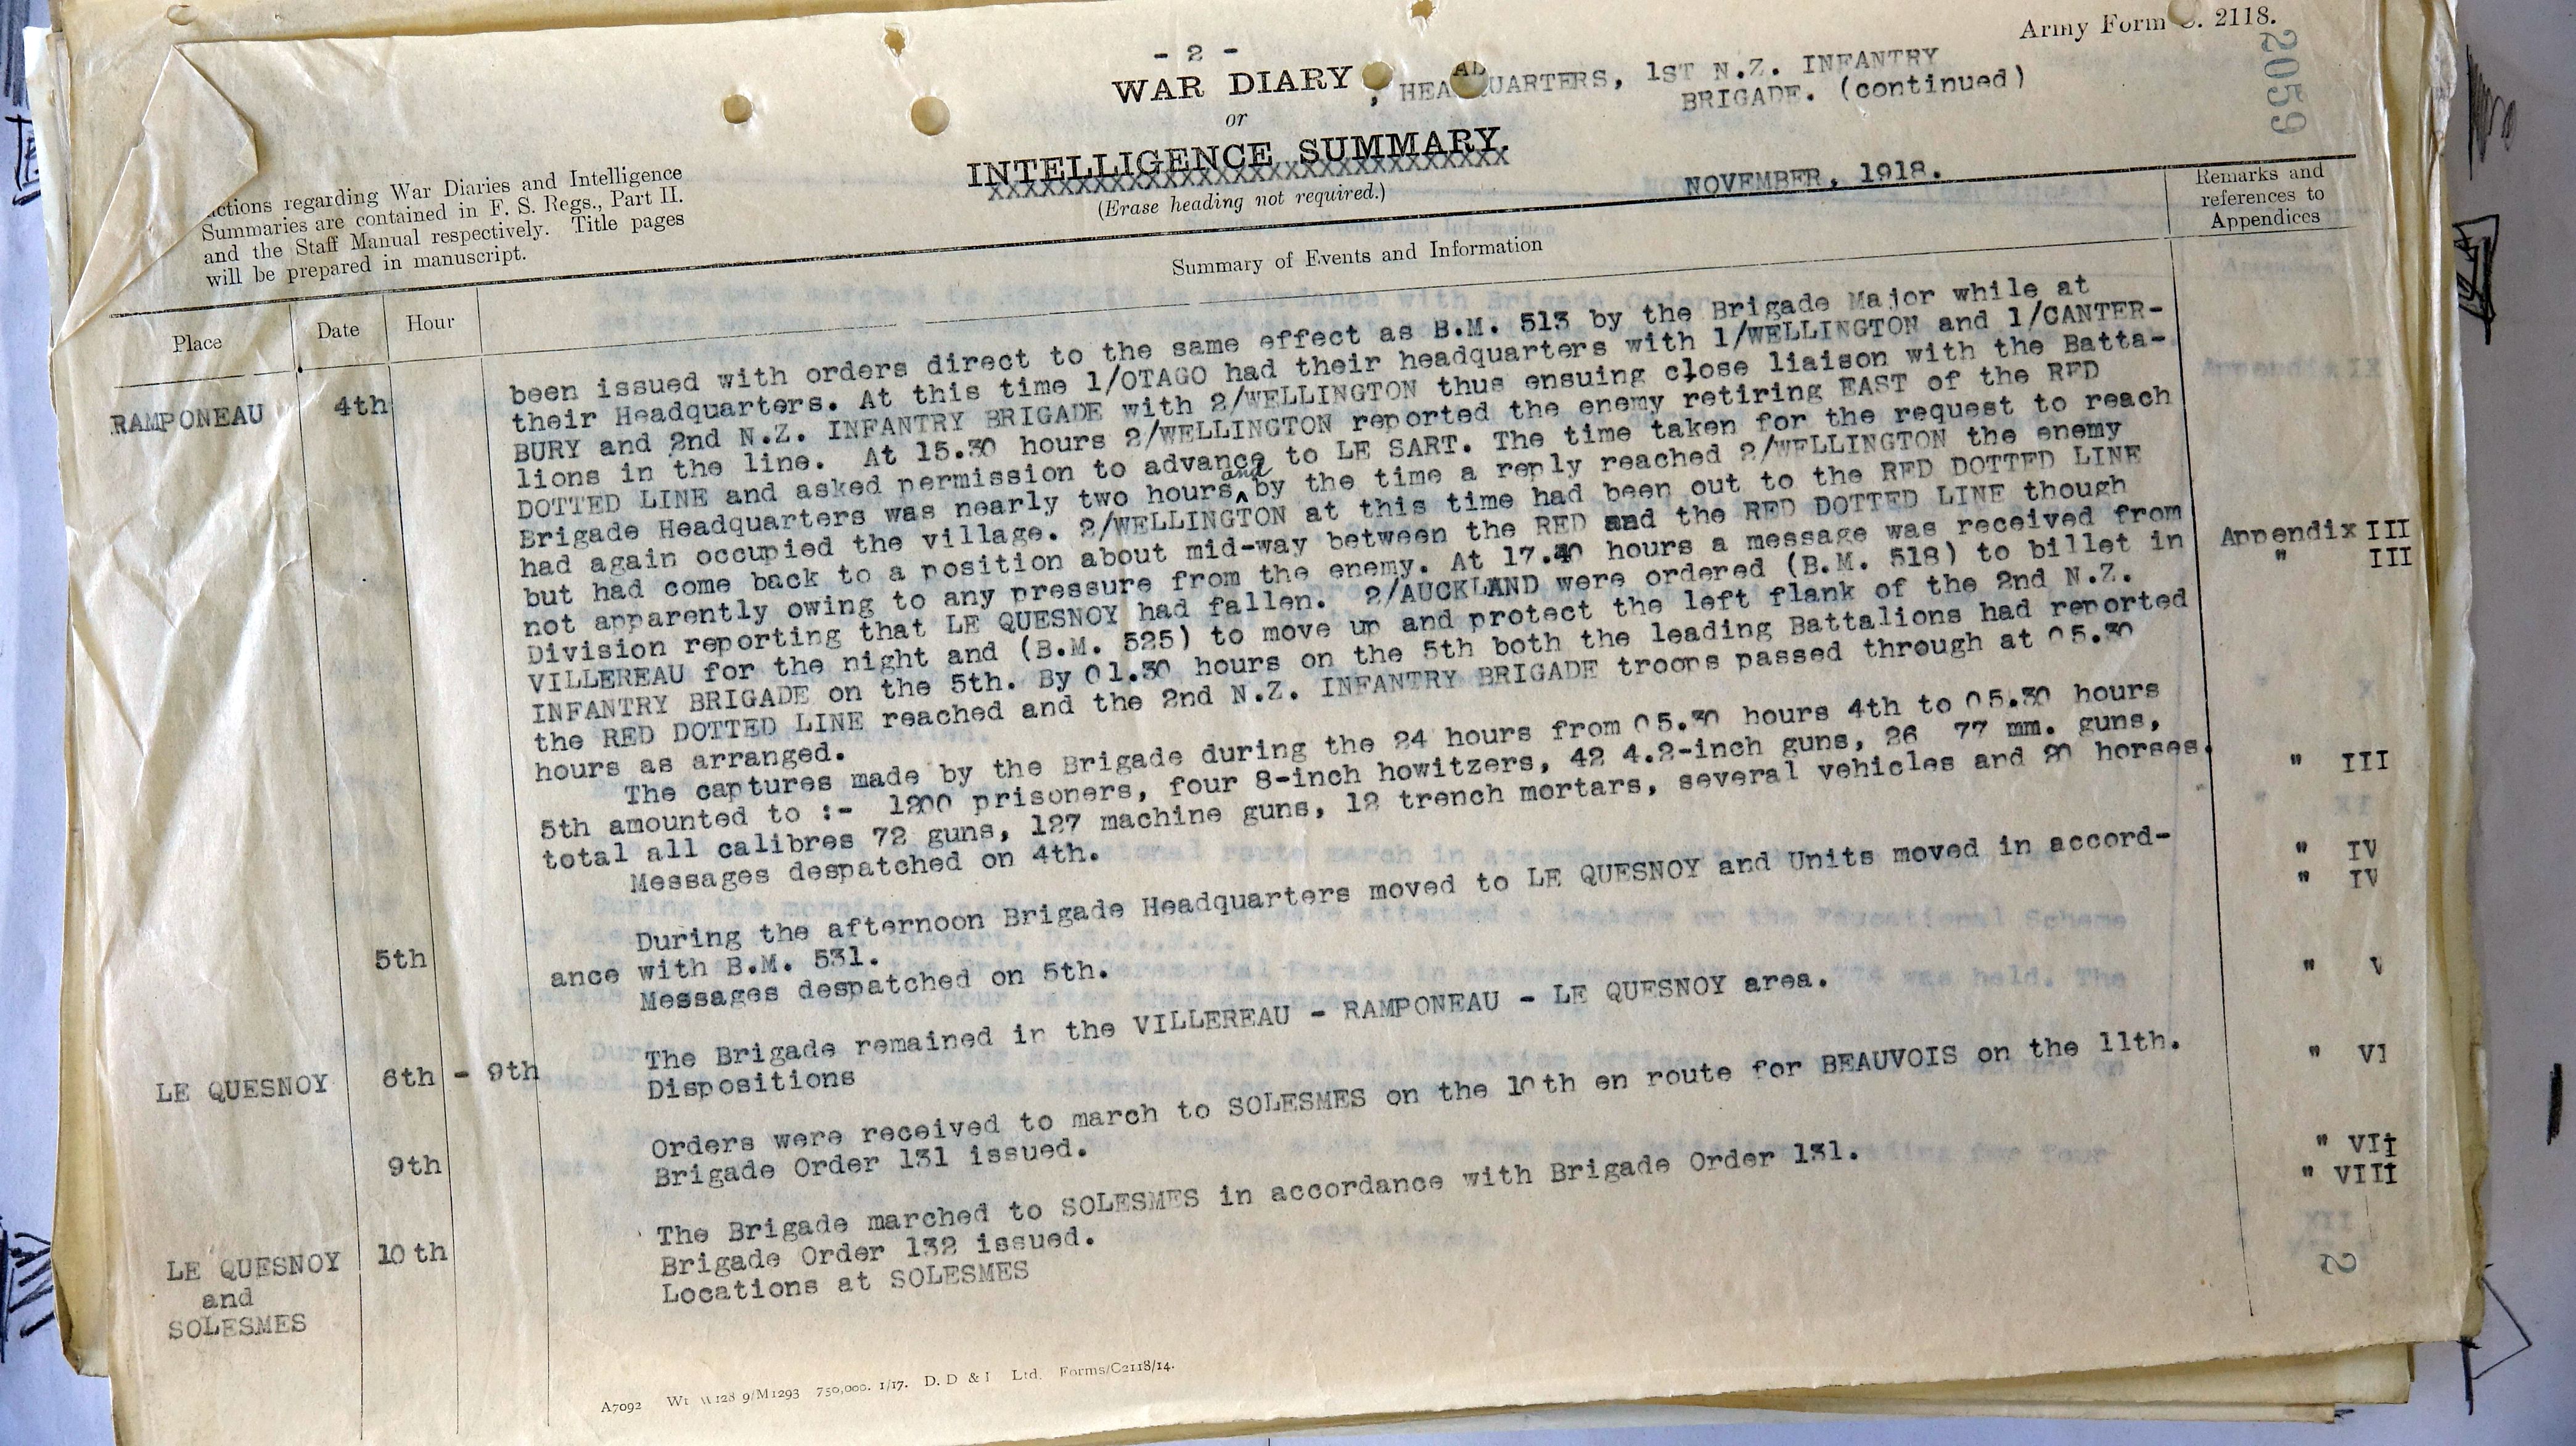 Army Form C. 2118.
2059
- 2 -
WAR DIARY, HEADQUARTERS, 1ST N.Z. INFANTRY
BRIGADE. (continued)
or
INTELLIGENCE SUMMARY.
(Erase heading not required.)
NOVEMBER, 1918.
ctions regarding War Diaries and Intelligence
Summaries are contained in F. S. Regs., Part II.
and the Staff Manual respectively. Title pages
will be prepared in manuscript.
Place Date Hour Summary of Events and Information Remarks and
references to
Appendices
RAMPONEAU 4th
been issued with orders direct to the same effect as B.M. 513 by the Brigade Major while at
their Headquarters. At this time 1/OTAGO had their headquarters with 1/WELLINGTON and 1/CANTER-
BURY and 2nd N.Z. INFANTRY BRIGADE with 2/WELLINGTON thus ensuing close liaison with the Batta-
lions in the line. At 15.30 hours 2/WELLINGTON reported the enemy retiring EAST of the RED
DOTTED LINE and asked permission to advance to LE SART. The time taken for the request to reach
Brigade Headquarters was nearly two hours and by the time a reply reached 2/WELLINGTON the enemy
had again occupied the village. 2/WELLINGTON at this time had been out to the RED DOTTED LINE
but had come back to a position about mid-way between the RED and the RED DOTTED LINE though
not apparently owing to any pressure from the enemy. At 17.40 hours a message was received from
Division reporting that LE QUESNOY had fallen. 2/AUCKLAND were ordered (B.M. 518) to billet in Appendix III
VILLEREAU for the night and (B.M. 525) to move up and protect the left flank of the 2nd N.Z. " III
INFANTRY BRIGADE on the 5th. By 01.30 hours on the 5th both the leading Battalions had reported
the RED DOTTED LINE reached and the 2nd N.Z. INFANTRY BRIGADE troops passed through at 05.30
hours as arranged.
The captures made by the Brigade during the 24 hours from 05.30 hours 4th to 05.30 hours
5th amounted to :- 1200 prisoners, four 8-inch howitzers, 42 4.2-inch guns, 26 77 mm. guns,
total all calibres 72 guns, 127 machine guns, 12 trench mortars, several vehicles and 20 horses.
Messages despatched on 4th. " III
5th During the afternoon Brigade Headquarters moved to LE QUESNOY and Units moved in accord-
ance with B.M. 531. " IV
Messages despatched on 5th. " IV
LE QUESNOY 6th - 9th The Brigade remained in the VILLEREAU - RAMPONEAU - LE QUESNOY area.
Dispositions " V
9th Orders were received to march to SOLESMES on the 10th en route for BEAUVOIS on the 11th.
Brigade Order 131 issued. " VI
LE QUESNOY 10th The Brigade marched to SOLESMES in accordance with Brigade Order 131.
and Brigade Order 132 issued. " VII
SOLESMES Locations at SOLESMES " VIII
2
A7092 750,000. 1/17. Ltd. Forms/C2118/14.